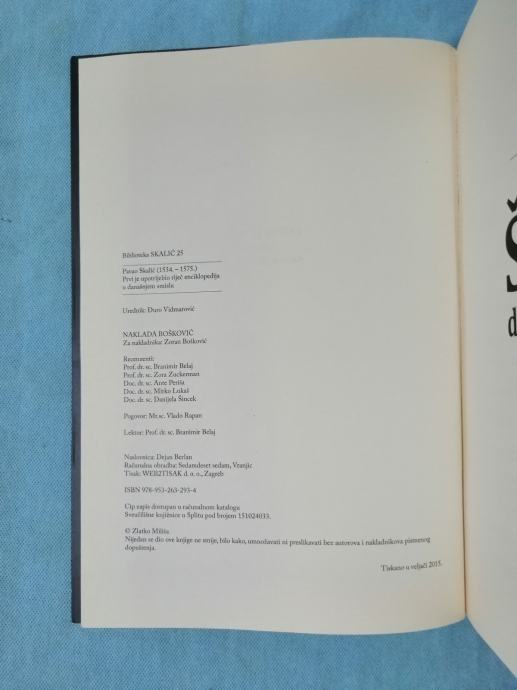 Biblioteka SKALIĆ 25
Pavao Skalić (1534. – 1575.)
Prvi je upotrijebio riječ enciklopedija
u današnjem smislu
Urednik: Đuro Vidmarović
NAKLADA BOŠKOVIĆ
Za nakladnika: Zoran Bošković
Recenzenti:
Prof. dr. sc. Branimir Belaj
Prof. dr. sc. Zora Zuckerman
Doc. dr. sc. Ante Periša
Doc. dr. sc. Mirko Lukaš
Doc. dr. sc. Danijela Šincek
Pogovor: Mr.sc. Vlado Rapan
Lektor: Prof. dr. sc. Branimir Belaj
Naslovnica: Dejan Berlan
Računalna obradba: Sedamdeset sedam, Vranjic
Tisak: WEB2TISAK d. o. o., Zagreb
ISBN 978-953-263-293-4
Cip zapis dostupan u računalnom katalogu
Sveučilišne knjižnice u Splitu pod brojem 151024033.
© Zlatko Miliša
Nijedan se dio ove knjige ne smije, bilo kako, umnožavati ni preslikavati bez autorova i nakladnikova pismenog
dopuštenja.
Tiskano u veljači 2015.
Š
d